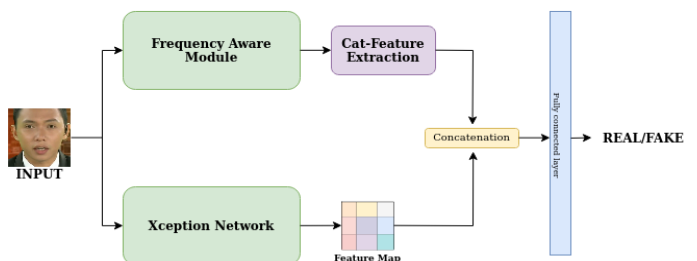 Frequency Aware
Module
Cat-Feature
Extraction
INPUT
Concatenation
Fully connected layer
REAL/FAKE
Xception Network
Feature Map